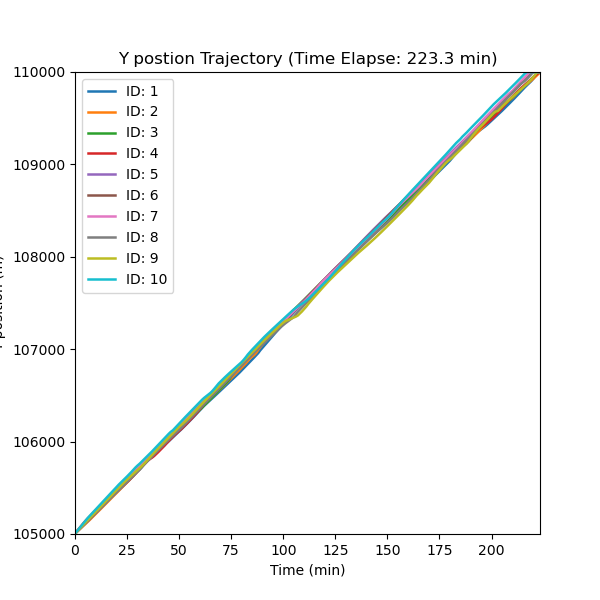 Y postion Trajectory (Time Elapse: 223.3 min)
110000
109000
108000
107000
106000
105000
ID: 1
ID: 2
ID: 3
ID: 4
ID: 5
ID: 6
ID: 7
ID: 8
ID: 9
ID: 10
0 25 50 75 100 125 150 175 200
Time (min)